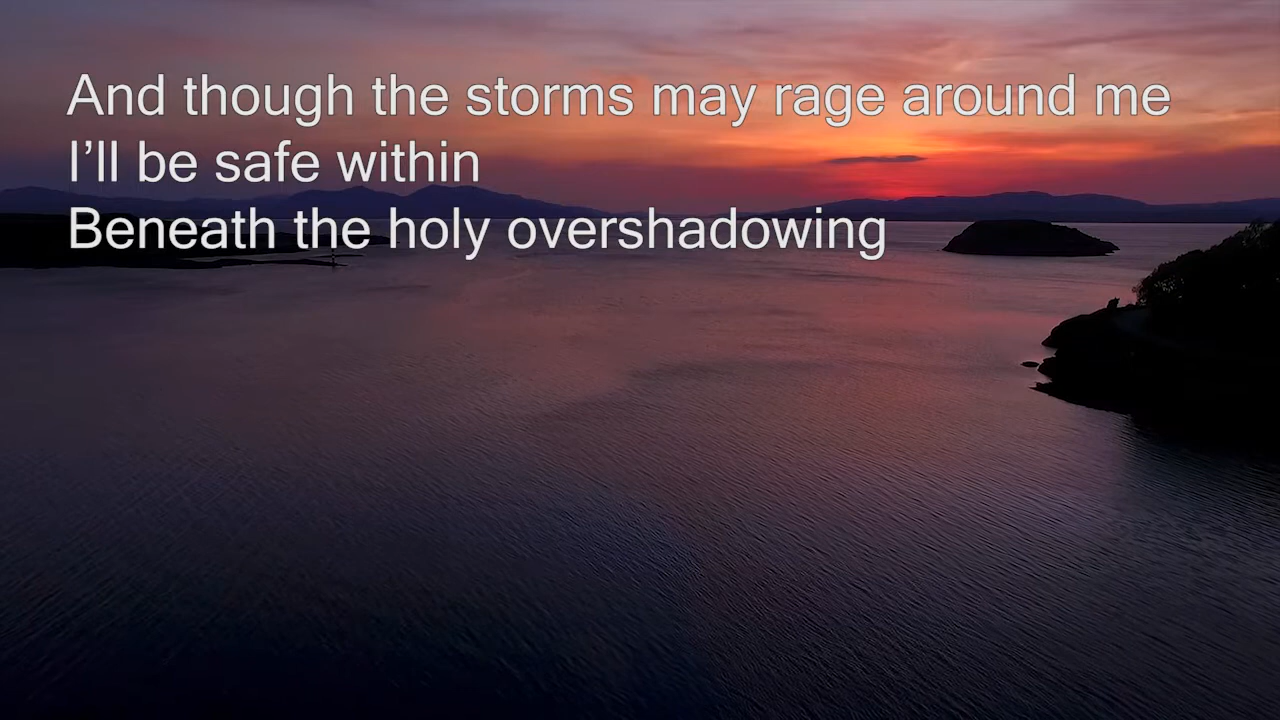 And though the storms may rage around me
I’ll be safe within
Beneath the holy overshadowing